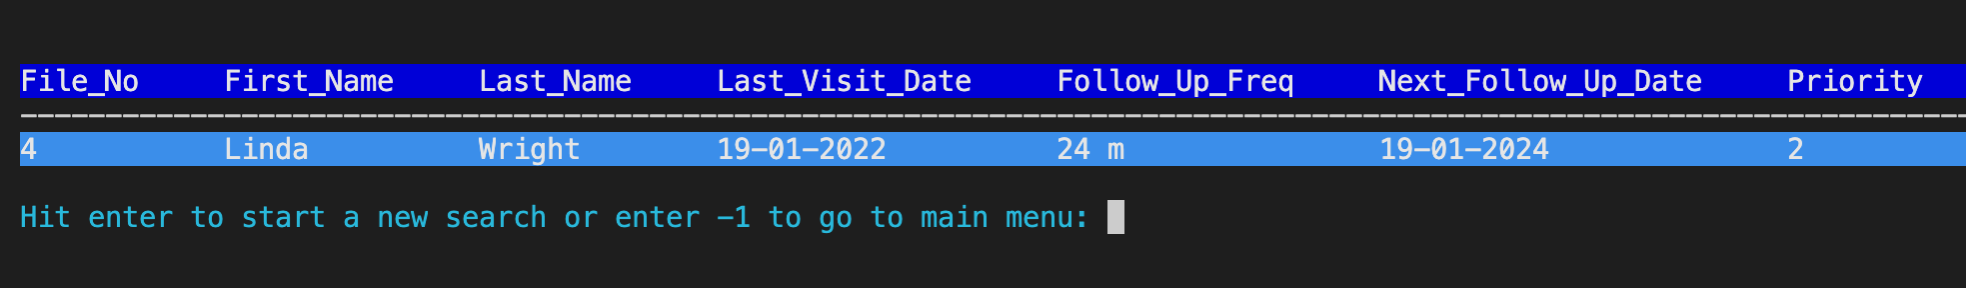 File_No First_Name Last_Name Last_Visit_Date Follow_Up_Freq Next_Follow_Up_Date Priority
4 Linda Wright 19-01-2022 24 m 19-01-2024 2
Hit enter to start a new search or enter -1 to go to main menu: